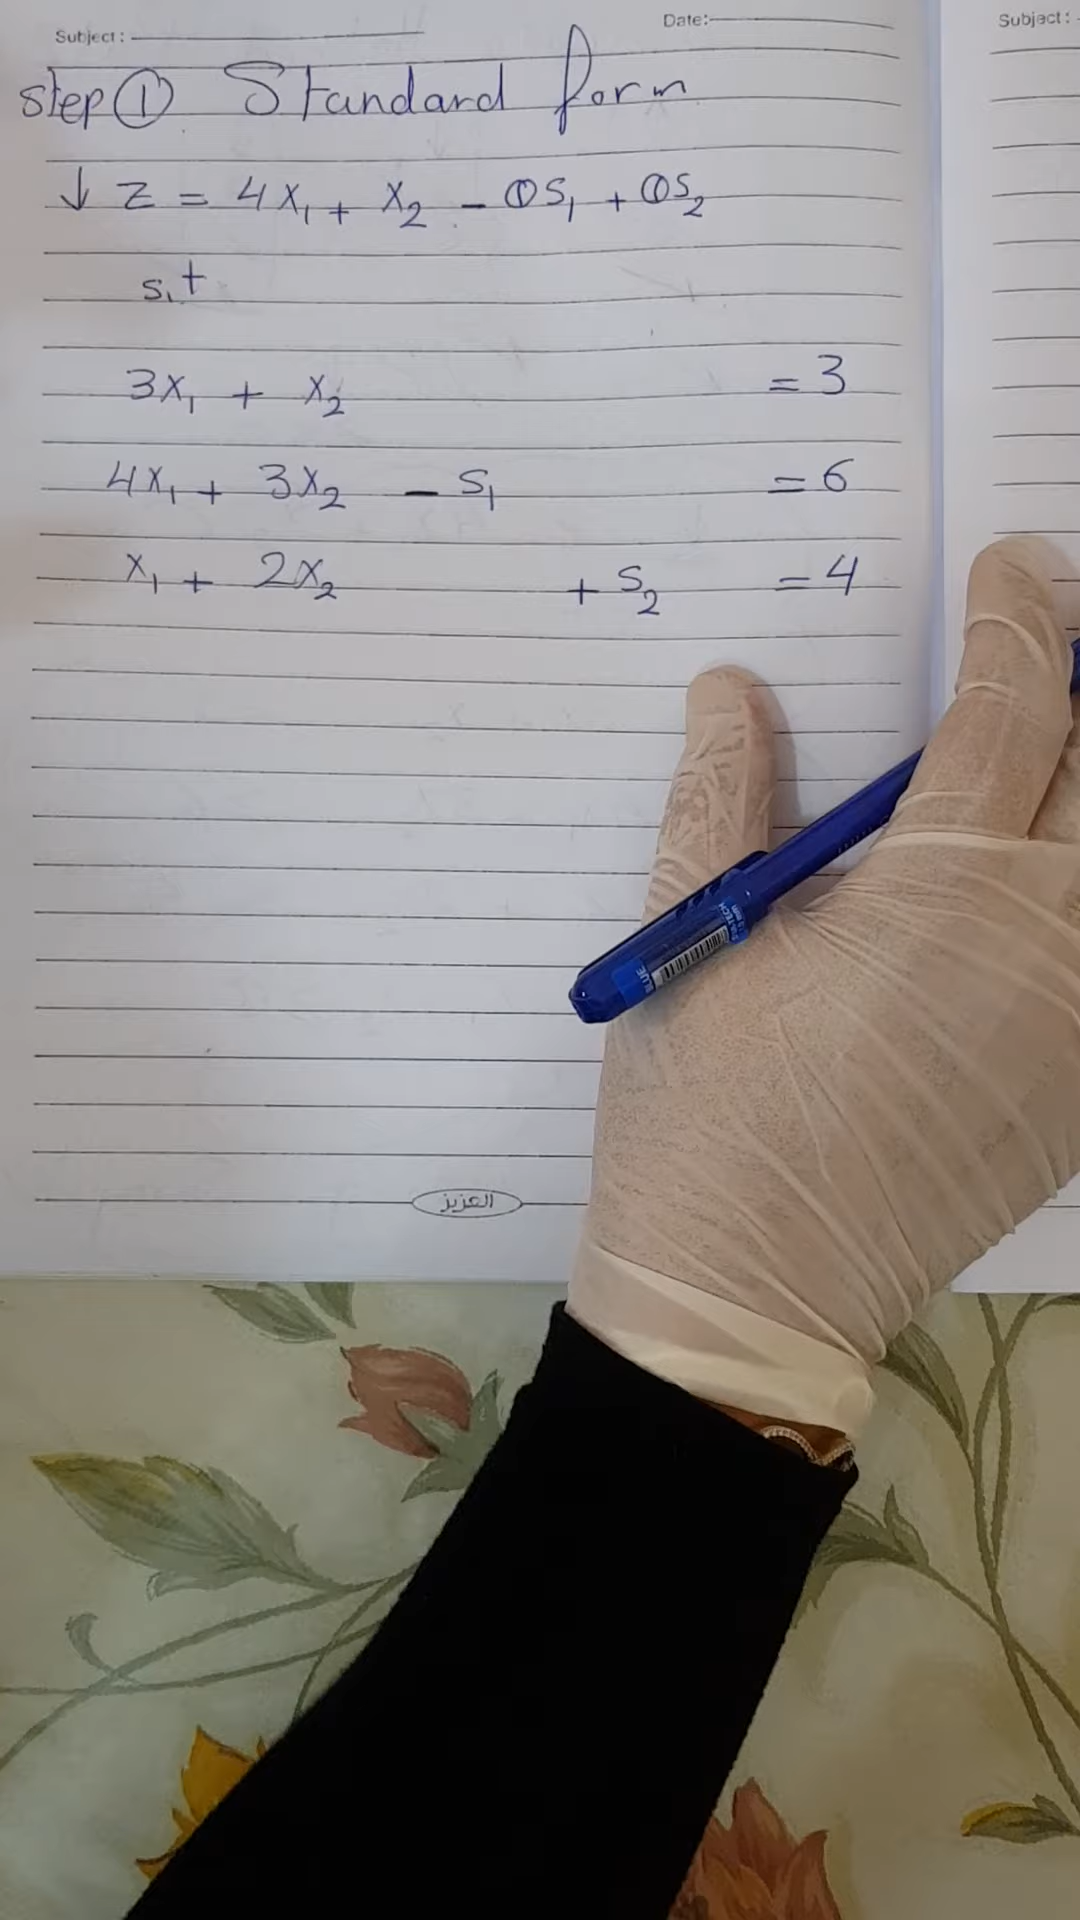 Subject: Date: Subject:
step ① Standard form
↓ Z = 4X₁ + X₂ - 0S₁ + 0S₂
s.t
3X₁ + X₂ = 3
4X₁ + 3X₂ - S₁ = 6
X₁ + 2X₂ + S₂ = 4
BLUE
العزيز